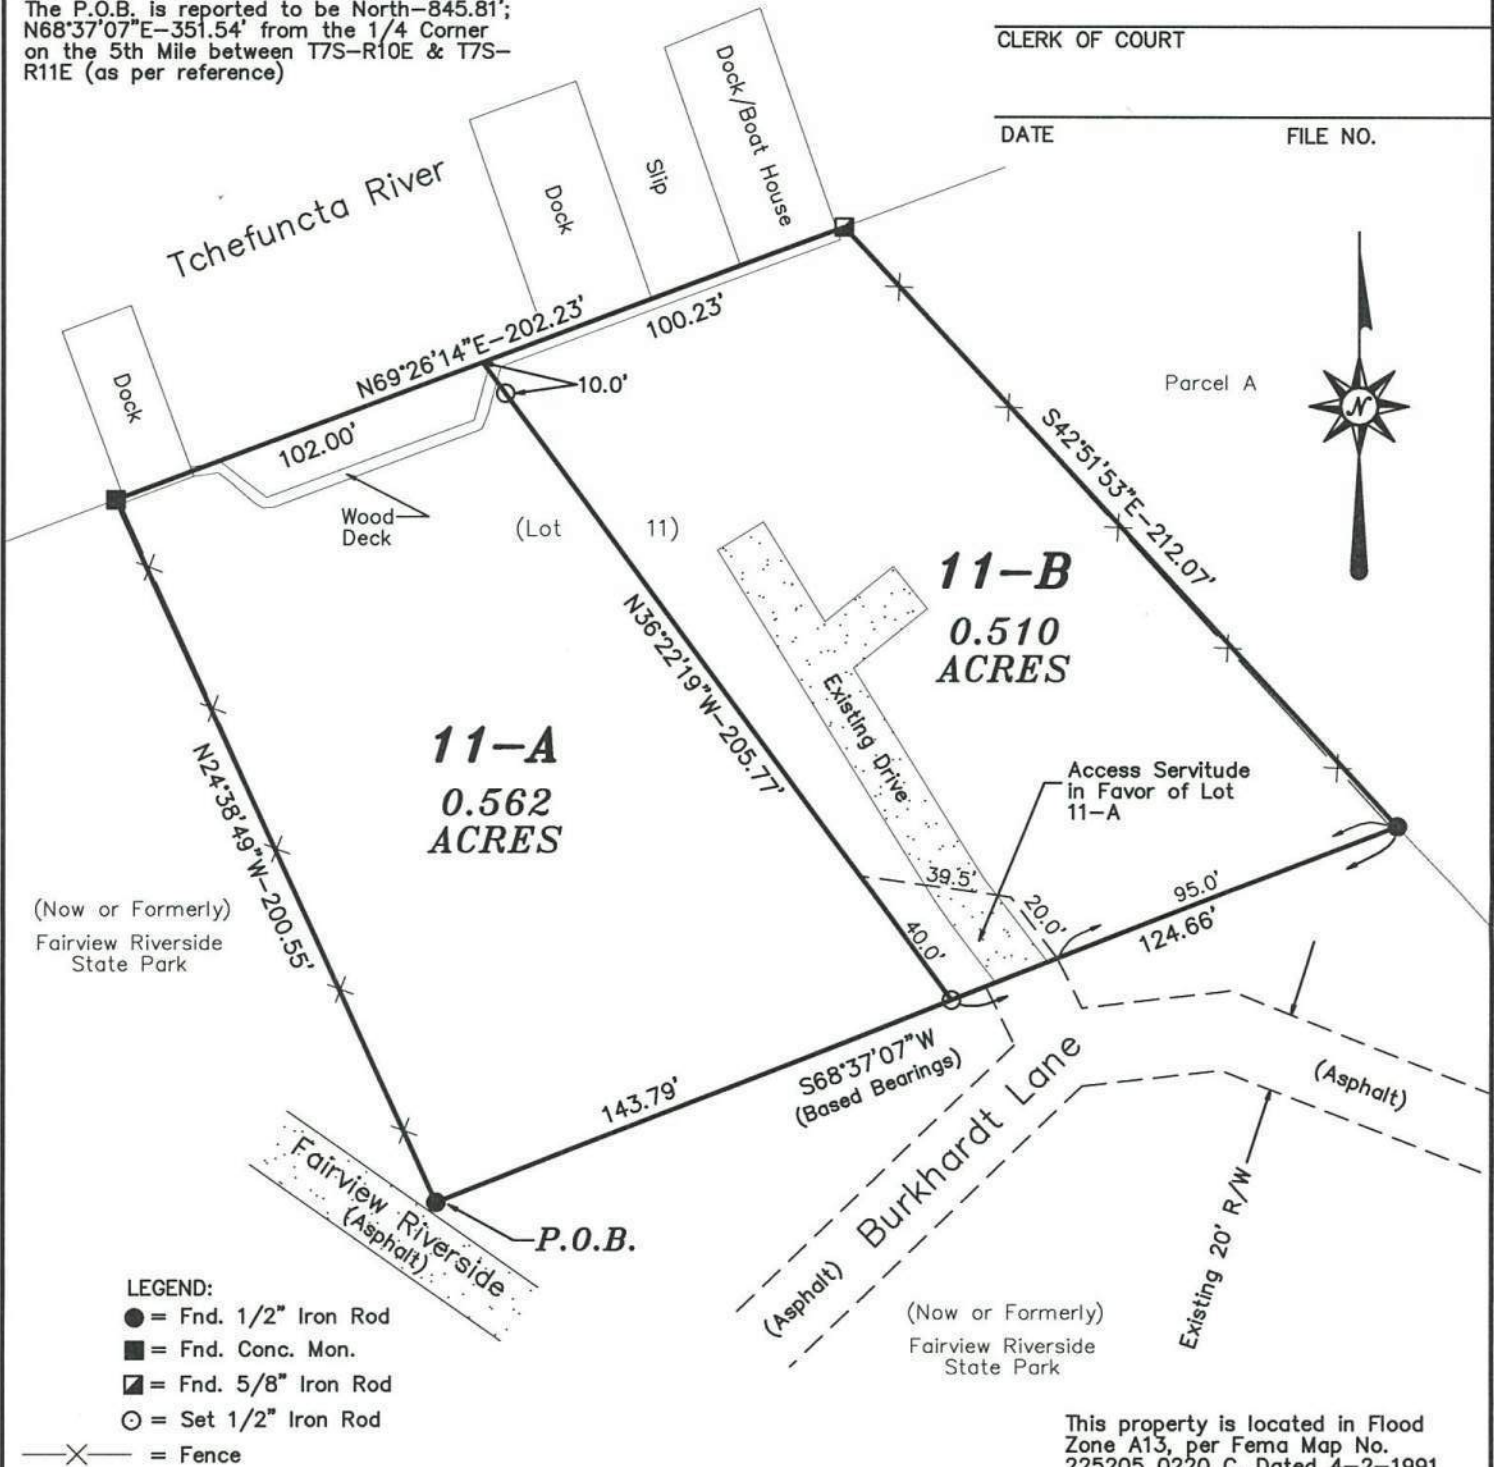 The P.O.B. is reported to be North-845.81';
N68°37'07"E-351.54' from the 1/4 Corner
on the 5th Mile between T7S-R10E & T7S-
R11E (as per reference)
CLERK OF COURT
DATE FILE NO.
Tchefuncta River
Dock
Dock
Slip
Dock/Boat House
N69°26'14"E-202.23'
100.23'
102.00'
10.0'
Wood
Deck
(Lot 11)
Parcel A
N
S42°51'53"E-212.07'
11-B
0.510
ACRES
N36°22'19"W-205.77'
Existing Drive
11-A
0.562
ACRES
N24°38'49"W-200.55'
Access Servitude
in Favor of Lot
11-A
39.5'
20.0'
40.0'
95.0'
124.66'
(Now or Formerly)
Fairview Riverside
State Park
S68°37'07"W
(Based Bearings)
143.79'
Burkhardt Lane
(Asphalt)
(Asphalt)
Existing 20' R/W
Fairview Riverside
(Asphalt)
P.O.B.
(Now or Formerly)
Fairview Riverside
State Park
LEGEND:
= Fnd. 1/2" Iron Rod
= Fnd. Conc. Mon.
= Fnd. 5/8" Iron Rod
= Set 1/2" Iron Rod
= Fence
This property is located in Flood
Zone A13, per Fema Map No.
225205 0220 C, Dated 4-2-1991